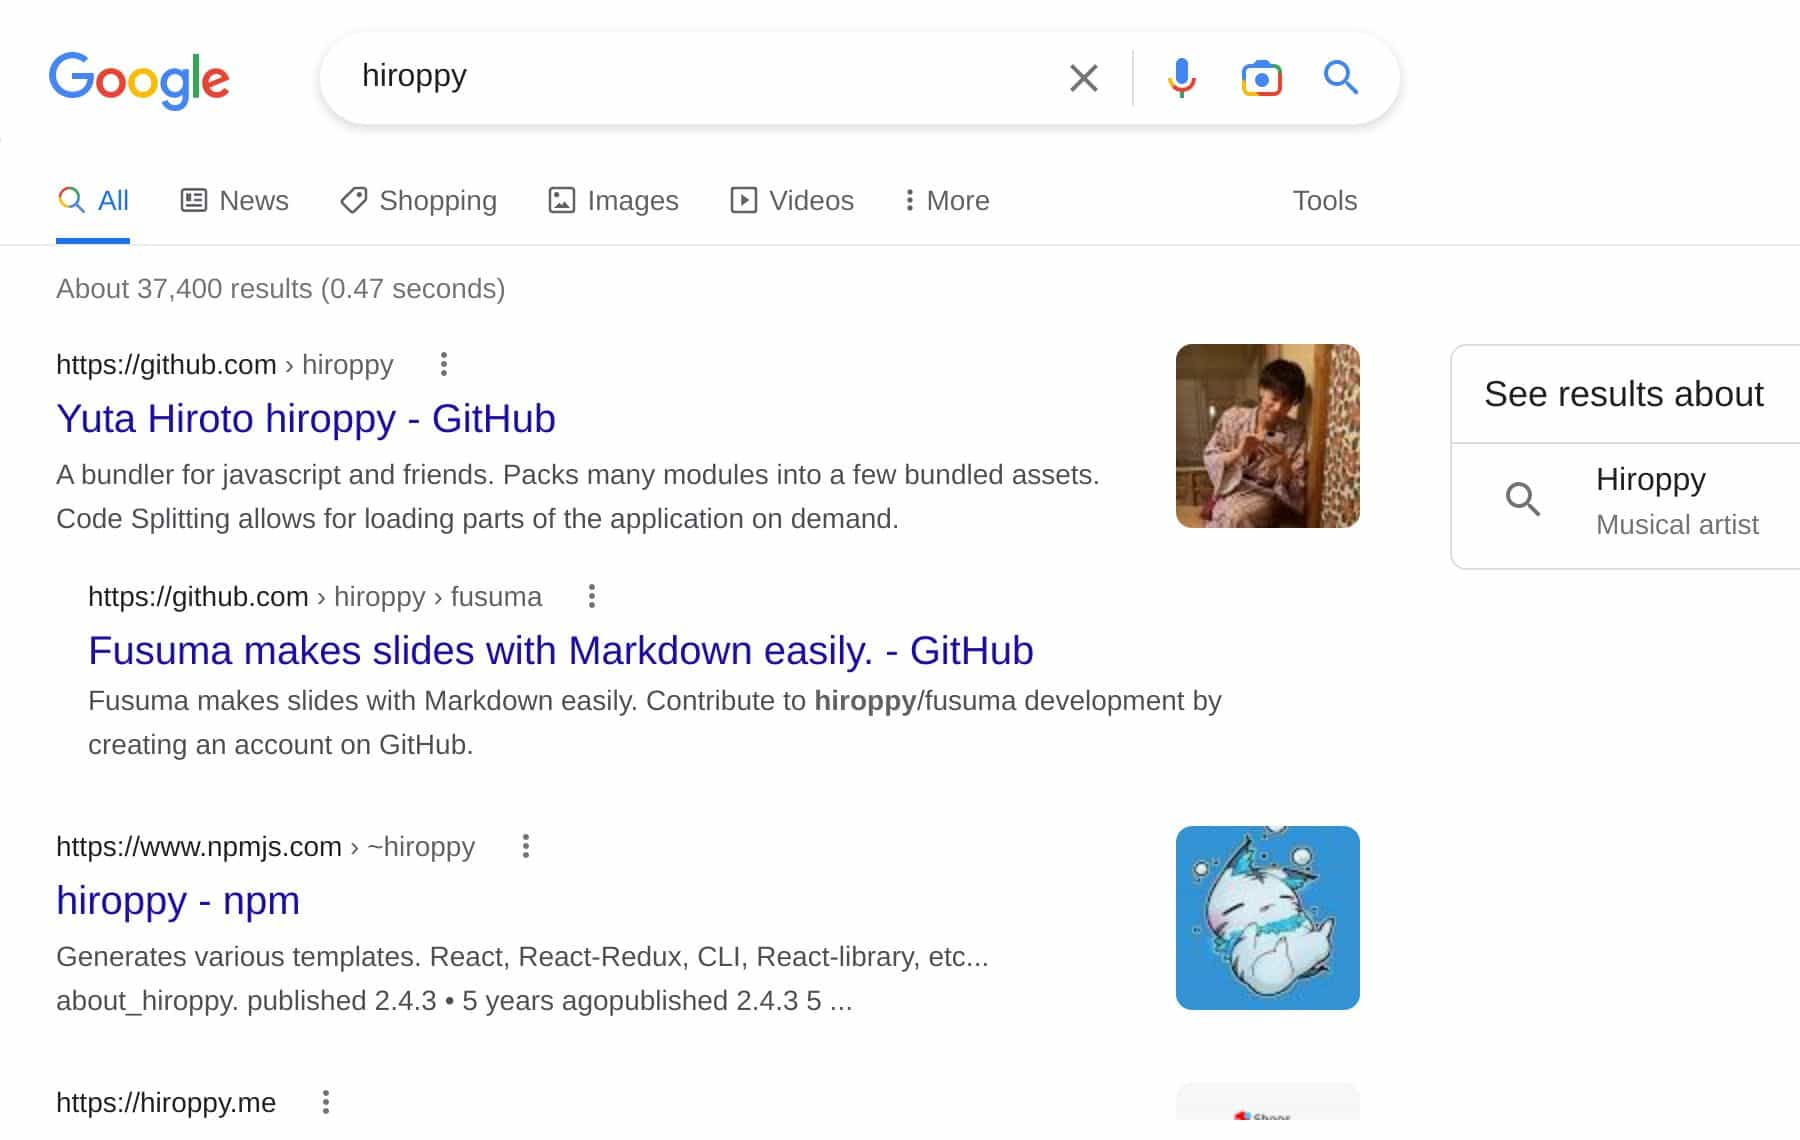 Google
hiroppy
All News Shopping Images Videos More Tools
About 37,400 results (0.47 seconds)
https://github.com › hiroppy
Yuta Hiroto hiroppy - GitHub
A bundler for javascript and friends. Packs many modules into a few bundled assets.
Code Splitting allows for loading parts of the application on demand.
https://github.com › hiroppy › fusuma
Fusuma makes slides with Markdown easily. - GitHub
Fusuma makes slides with Markdown easily. Contribute to hiroppy/fusuma development by
creating an account on GitHub.
https://www.npmjs.com › ~hiroppy
hiroppy - npm
Generates various templates. React, React-Redux, CLI, React-library, etc...
about_hiroppy. published 2.4.3 • 5 years agopublished 2.4.3 5 ...
https://hiroppy.me
See results about
Hiroppy
Musical artist